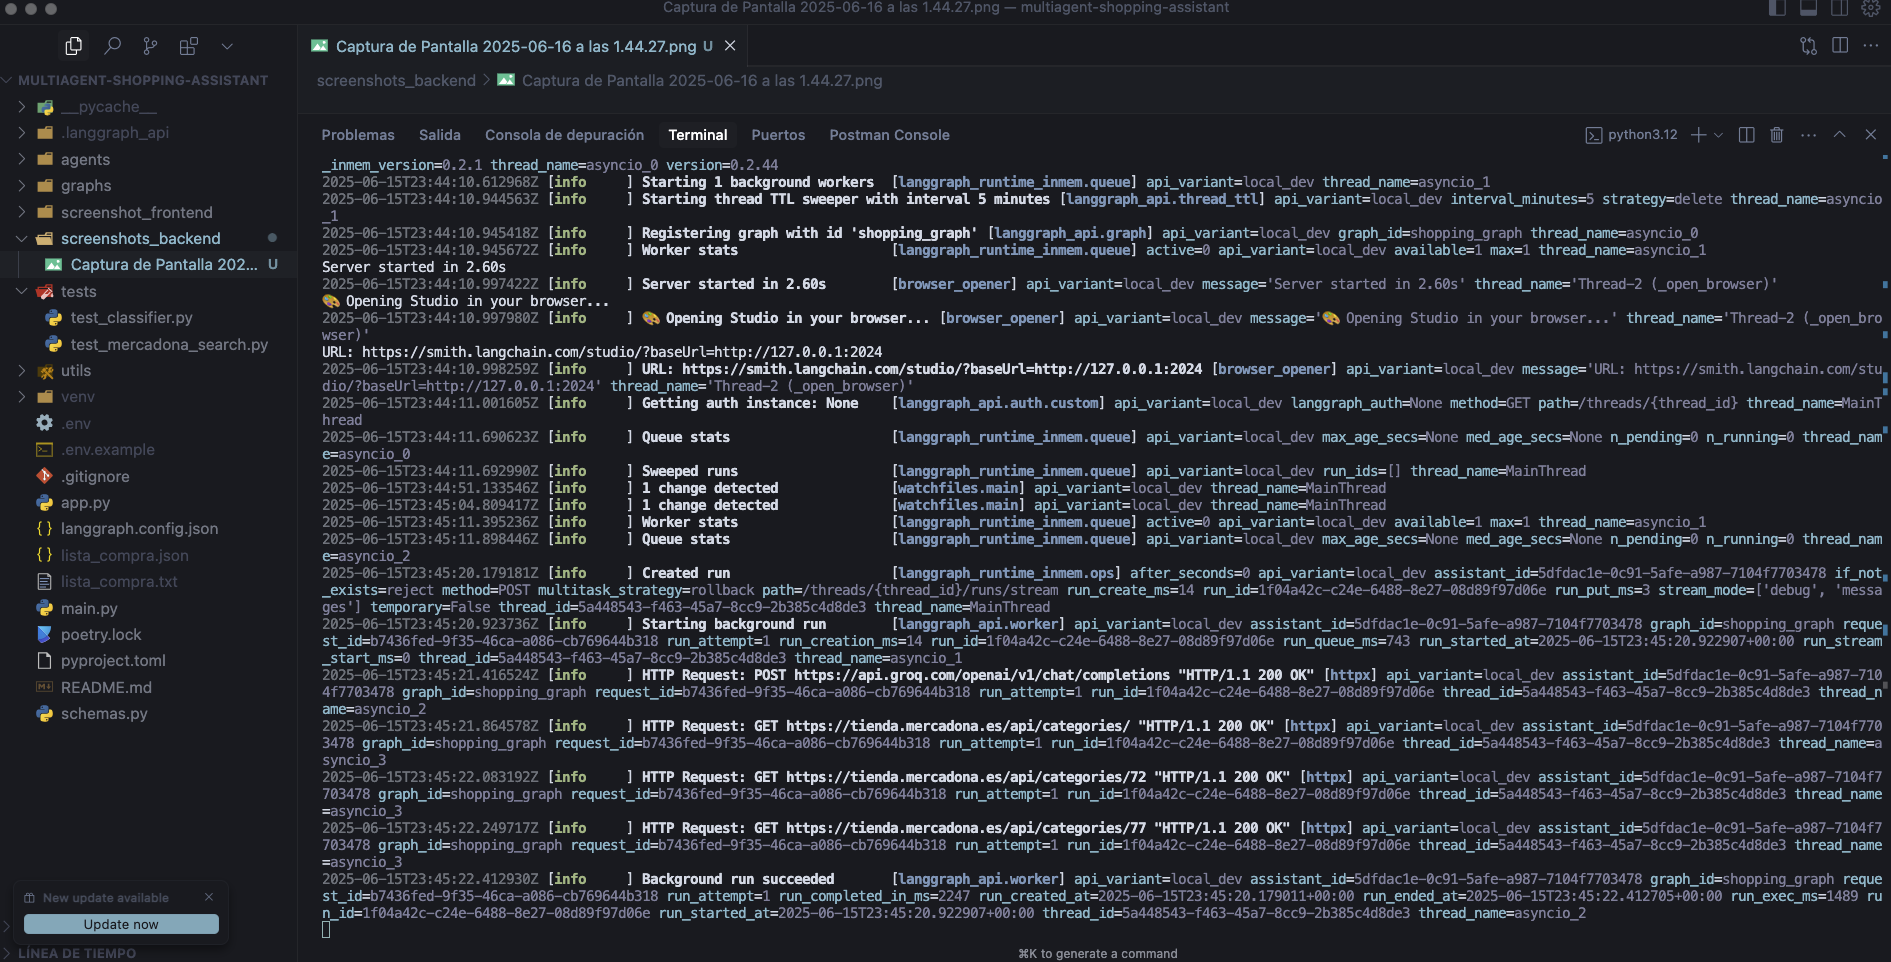 Captura de Pantalla 2025-06-16 a las 1.44.27.png — multiagent-shopping-assistant
Captura de Pantalla 2025-06-16 a las 1.44.27.png U
screenshots_backend > Captura de Pantalla 2025-06-16 a las 1.44.27.png
MULTIAGENT-SHOPPING-ASSISTANT
__pycache__
.langgraph_api
agents
graphs
screenshot_frontend
screenshots_backend
Captura de Pantalla 202... U
tests
test_classifier.py
test_mercadona_search.py
utils
venv
.env
.env.example
.gitignore
app.py
langgraph.config.json
lista_compra.json
lista_compra.txt
main.py
poetry.lock
pyproject.toml
README.md
schemas.py
New update available
Update now
LÍNEA DE TIEMPO
Problemas Salida Consola de depuración Terminal Puertos Postman Console
python3.12
_inmem_version=0.2.1 thread_name=asyncio_0 version=0.2.44
2025-06-15T23:44:10.612968Z [info     ] Starting 1 background workers  [langgraph_runtime_inmem.queue] api_variant=local_dev thread_name=asyncio_1
2025-06-15T23:44:10.944563Z [info     ] Starting thread TTL sweeper with interval 5 minutes [langgraph_api.thread_ttl] api_variant=local_dev interval_minutes=5 strategy=delete thread_name=asyncio
_1
2025-06-15T23:44:10.945418Z [info     ] Registering graph with id 'shopping_graph' [langgraph_api.graph] api_variant=local_dev graph_id=shopping_graph thread_name=asyncio_0
2025-06-15T23:44:10.945672Z [info     ] Worker stats                   [langgraph_runtime_inmem.queue] active=0 api_variant=local_dev available=1 max=1 thread_name=asyncio_1
Server started in 2.60s
2025-06-15T23:44:10.997422Z [info     ] Server started in 2.60s        [browser_opener] api_variant=local_dev message='Server started in 2.60s' thread_name='Thread-2 (_open_browser)'
🎨 Opening Studio in your browser...
2025-06-15T23:44:10.997980Z [info     ] 🎨 Opening Studio in your browser... [browser_opener] api_variant=local_dev message='🎨 Opening Studio in your browser...' thread_name='Thread-2 (_open_bro
wser)'
URL: https://smith.langchain.com/studio/?baseUrl=http://127.0.0.1:2024
2025-06-15T23:44:10.998259Z [info     ] URL: https://smith.langchain.com/studio/?baseUrl=http://127.0.0.1:2024 [browser_opener] api_variant=local_dev message='URL: https://smith.langchain.com/stu
dio/?baseUrl=http://127.0.0.1:2024' thread_name='Thread-2 (_open_browser)'
2025-06-15T23:44:11.001605Z [info     ] Getting auth instance: None    [langgraph_api.auth.custom] api_variant=local_dev langgraph_auth=None method=GET path=/threads/{thread_id} thread_name=MainT
hread
2025-06-15T23:44:11.690623Z [info     ] Queue stats                    [langgraph_runtime_inmem.queue] api_variant=local_dev max_age_secs=None med_age_secs=None n_pending=0 n_running=0 thread_nam
e=asyncio_0
2025-06-15T23:44:11.692990Z [info     ] Sweeped runs                   [langgraph_runtime_inmem.queue] api_variant=local_dev run_ids=[] thread_name=MainThread
2025-06-15T23:44:51.133546Z [info     ] 1 change detected              [watchfiles.main] api_variant=local_dev thread_name=MainThread
2025-06-15T23:45:04.809417Z [info     ] 1 change detected              [watchfiles.main] api_variant=local_dev thread_name=MainThread
2025-06-15T23:45:11.395236Z [info     ] Worker stats                   [langgraph_runtime_inmem.queue] active=0 api_variant=local_dev available=1 max=1 thread_name=asyncio_1
2025-06-15T23:45:11.898446Z [info     ] Queue stats                    [langgraph_runtime_inmem.queue] api_variant=local_dev max_age_secs=None med_age_secs=None n_pending=0 n_running=0 thread_nam
e=asyncio_2
2025-06-15T23:45:20.179181Z [info     ] Created run                    [langgraph_runtime_inmem.ops] after_seconds=0 api_variant=local_dev assistant_id=5dfdac1e-0c91-5afe-a987-7104f7703478 if_not
_exists=reject method=POST multitask_strategy=rollback path=/threads/{thread_id}/runs/stream run_create_ms=14 run_id=1f04a42c-c24e-6488-8e27-08d89f97d06e run_put_ms=3 stream_mode=['debug', 'messa
ges'] temporary=False thread_id=5a448543-f463-45a7-8cc9-2b385c4d8de3 thread_name=MainThread
2025-06-15T23:45:20.923736Z [info     ] Starting background run        [langgraph_api.worker] api_variant=local_dev assistant_id=5dfdac1e-0c91-5afe-a987-7104f7703478 graph_id=shopping_graph reque
st_id=b7436fed-9f35-46ca-a086-cb769644b318 run_attempt=1 run_creation_ms=14 run_id=1f04a42c-c24e-6488-8e27-08d89f97d06e run_queue_ms=743 run_started_at=2025-06-15T23:45:20.922907+00:00 run_stream
_start_ms=0 thread_id=5a448543-f463-45a7-8cc9-2b385c4d8de3 thread_name=asyncio_1
2025-06-15T23:45:21.416524Z [info     ] HTTP Request: POST https://api.groq.com/openai/v1/chat/completions "HTTP/1.1 200 OK" [httpx] api_variant=local_dev assistant_id=5dfdac1e-0c91-5afe-a987-710
4f7703478 graph_id=shopping_graph request_id=b7436fed-9f35-46ca-a086-cb769644b318 run_attempt=1 run_id=1f04a42c-c24e-6488-8e27-08d89f97d06e thread_id=5a448543-f463-45a7-8cc9-2b385c4d8de3 thread_n
ame=asyncio_2
2025-06-15T23:45:21.864578Z [info     ] HTTP Request: GET https://tienda.mercadona.es/api/categories/ "HTTP/1.1 200 OK" [httpx] api_variant=local_dev assistant_id=5dfdac1e-0c91-5afe-a987-7104f770
3478 graph_id=shopping_graph request_id=b7436fed-9f35-46ca-a086-cb769644b318 run_attempt=1 run_id=1f04a42c-c24e-6488-8e27-08d89f97d06e thread_id=5a448543-f463-45a7-8cc9-2b385c4d8de3 thread_name=a
syncio_3
2025-06-15T23:45:22.083192Z [info     ] HTTP Request: GET https://tienda.mercadona.es/api/categories/72 "HTTP/1.1 200 OK" [httpx] api_variant=local_dev assistant_id=5dfdac1e-0c91-5afe-a987-7104f7
703478 graph_id=shopping_graph request_id=b7436fed-9f35-46ca-a086-cb769644b318 run_attempt=1 run_id=1f04a42c-c24e-6488-8e27-08d89f97d06e thread_id=5a448543-f463-45a7-8cc9-2b385c4d8de3 thread_name
=asyncio_3
2025-06-15T23:45:22.249717Z [info     ] HTTP Request: GET https://tienda.mercadona.es/api/categories/77 "HTTP/1.1 200 OK" [httpx] api_variant=local_dev assistant_id=5dfdac1e-0c91-5afe-a987-7104f7
703478 graph_id=shopping_graph request_id=b7436fed-9f35-46ca-a086-cb769644b318 run_attempt=1 run_id=1f04a42c-c24e-6488-8e27-08d89f97d06e thread_id=5a448543-f463-45a7-8cc9-2b385c4d8de3 thread_name
=asyncio_3
2025-06-15T23:45:22.412930Z [info     ] Background run succeeded       [langgraph_api.worker] api_variant=local_dev assistant_id=5dfdac1e-0c91-5afe-a987-7104f7703478 graph_id=shopping_graph reque
st_id=b7436fed-9f35-46ca-a086-cb769644b318 run_attempt=1 run_completed_in_ms=2247 run_created_at=2025-06-15T23:45:20.179011+00:00 run_ended_at=2025-06-15T23:45:22.412705+00:00 run_exec_ms=1489 ru
n_id=1f04a42c-c24e-6488-8e27-08d89f97d06e run_started_at=2025-06-15T23:45:20.922907+00:00 thread_id=5a448543-f463-45a7-8cc9-2b385c4d8de3 thread_name=asyncio_2
⌘K to generate a command